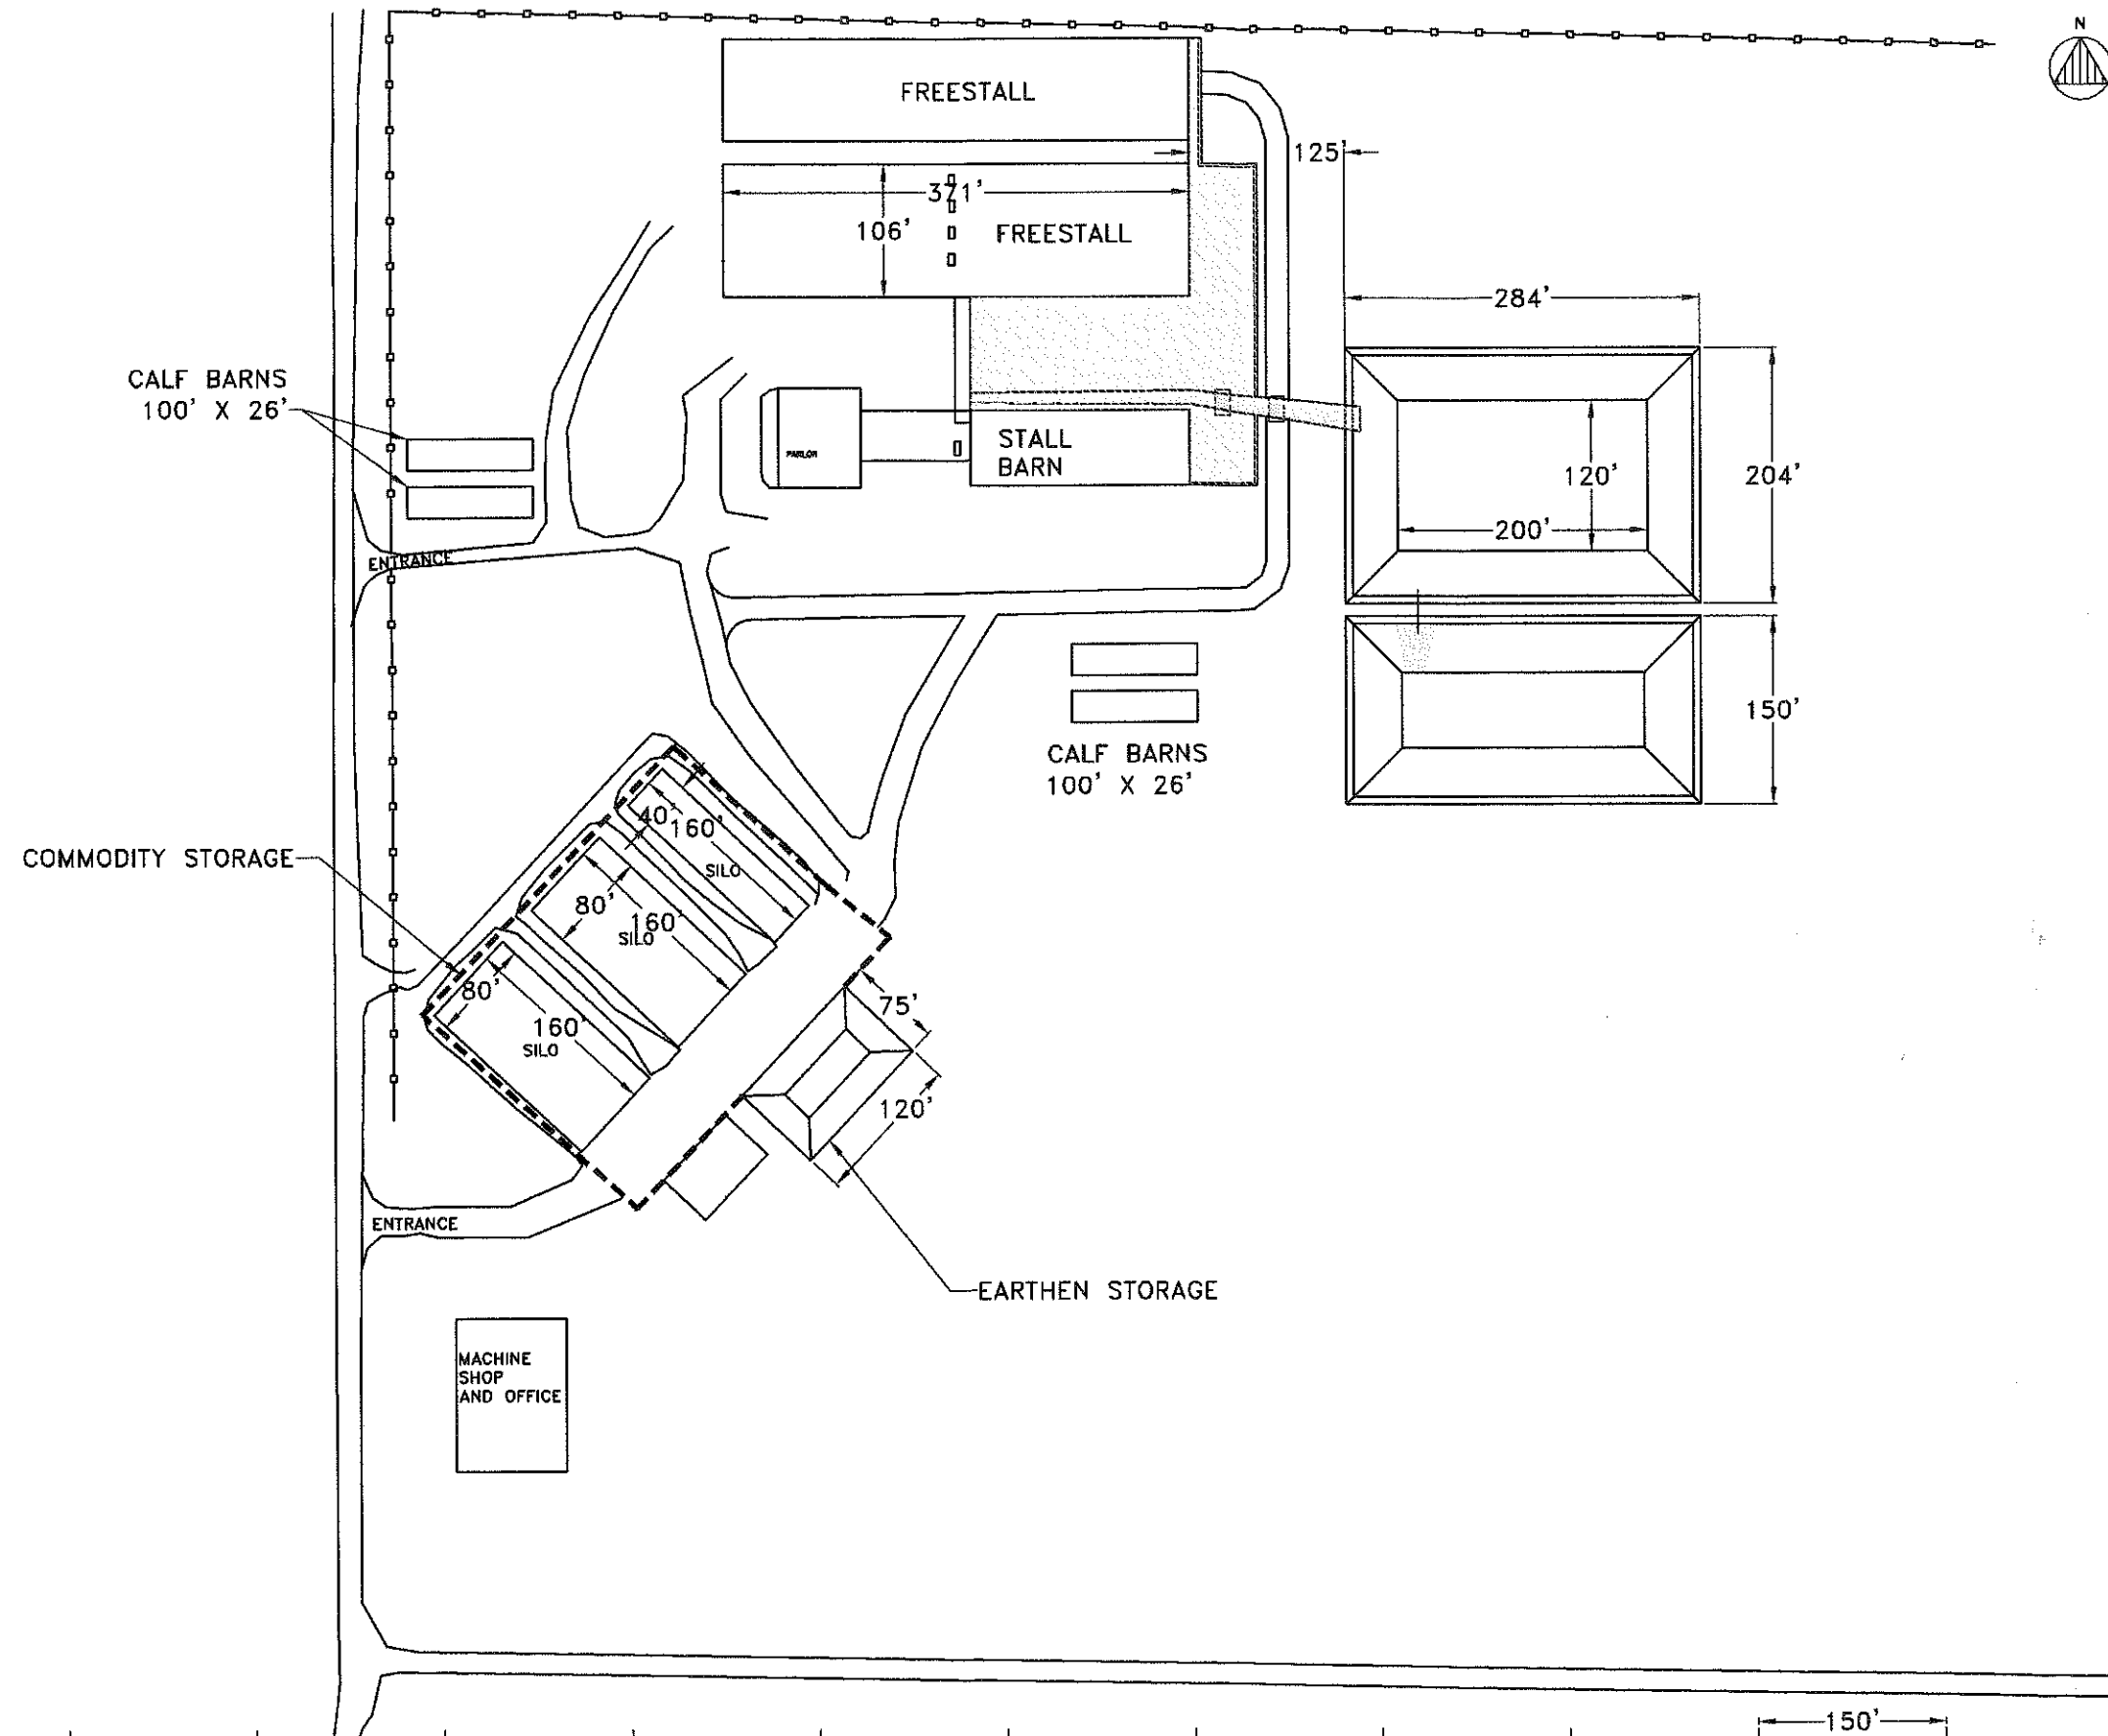 N
FREESTALL
125'
371'
106'
FREESTALL
284'
CALF BARNS
100' X 26'
STALL
BARN
PARLOR
120'
204'
200'
ENTRANCE
150'
CALF BARNS
100' X 26'
40'
160'
SILO
COMMODITY STORAGE
80'
160'
SILO
80'
160'
SILO
75'
120'
ENTRANCE
EARTHEN STORAGE
MACHINE
SHOP
AND OFFICE
150'